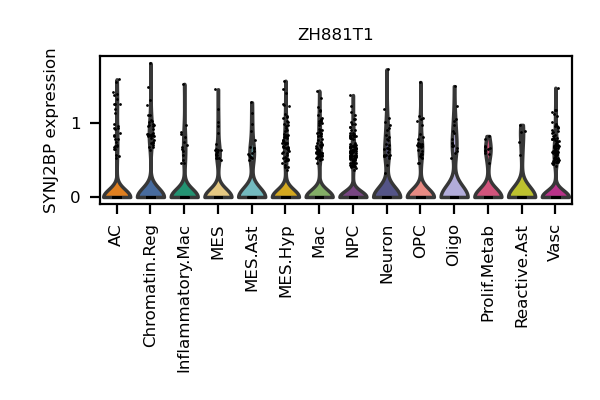 ZH881T1
SYNJ2BP expression
1
0
AC
Chromatin.Reg
Inflammatory.Mac
MES
MES.Ast
MES.Hyp
Mac
NPC
Neuron
OPC
Oligo
Prolif.Metab
Reactive.Ast
Vasc